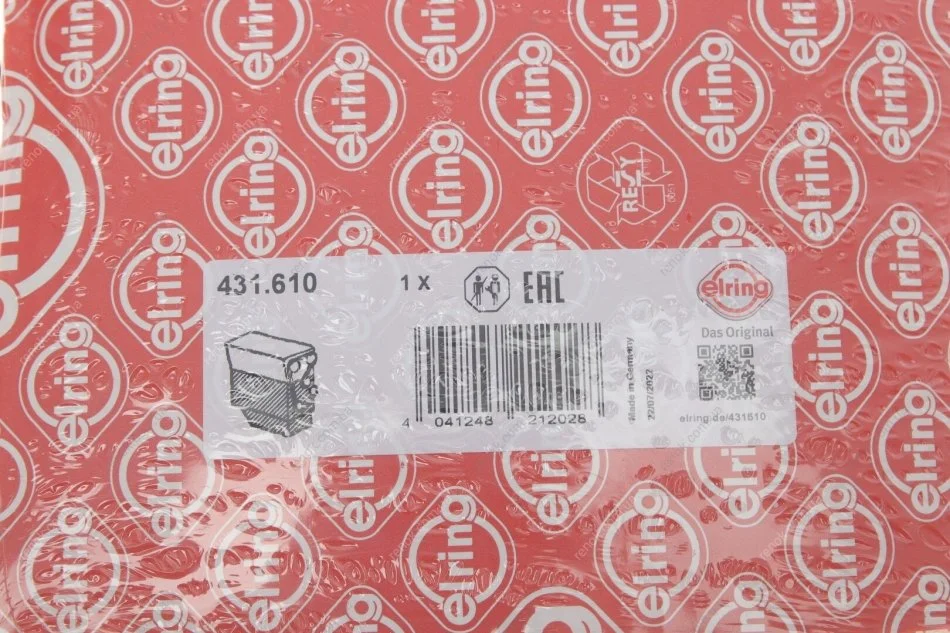 431.610
1 X
EAC
elring
Das Original
4 041248 212028
Made in Germany
22/07/2022
elring.de/431610
RESY
elring